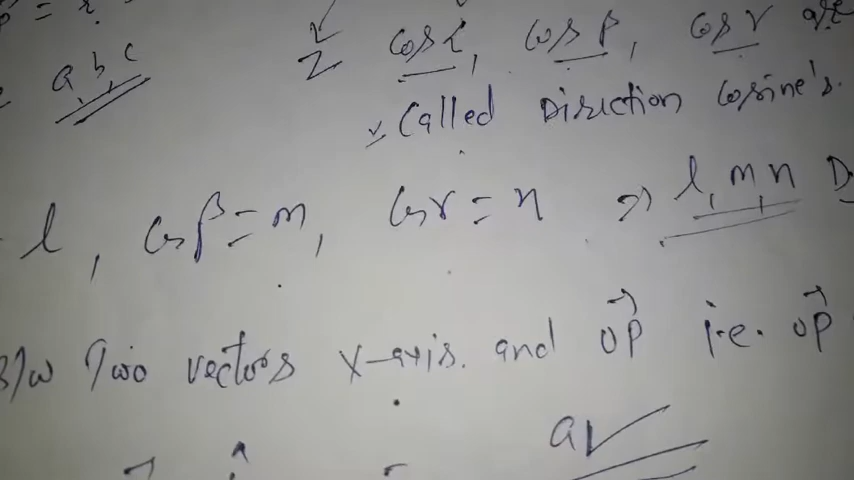 a, b, c
z cos α, cos β, cos γ are
Called Direction Cosine's.
l, Cos β = m, Cos γ = n ⇒ l, m, n D
B/w Two vectors X-axis. and OP i.e. OP
a